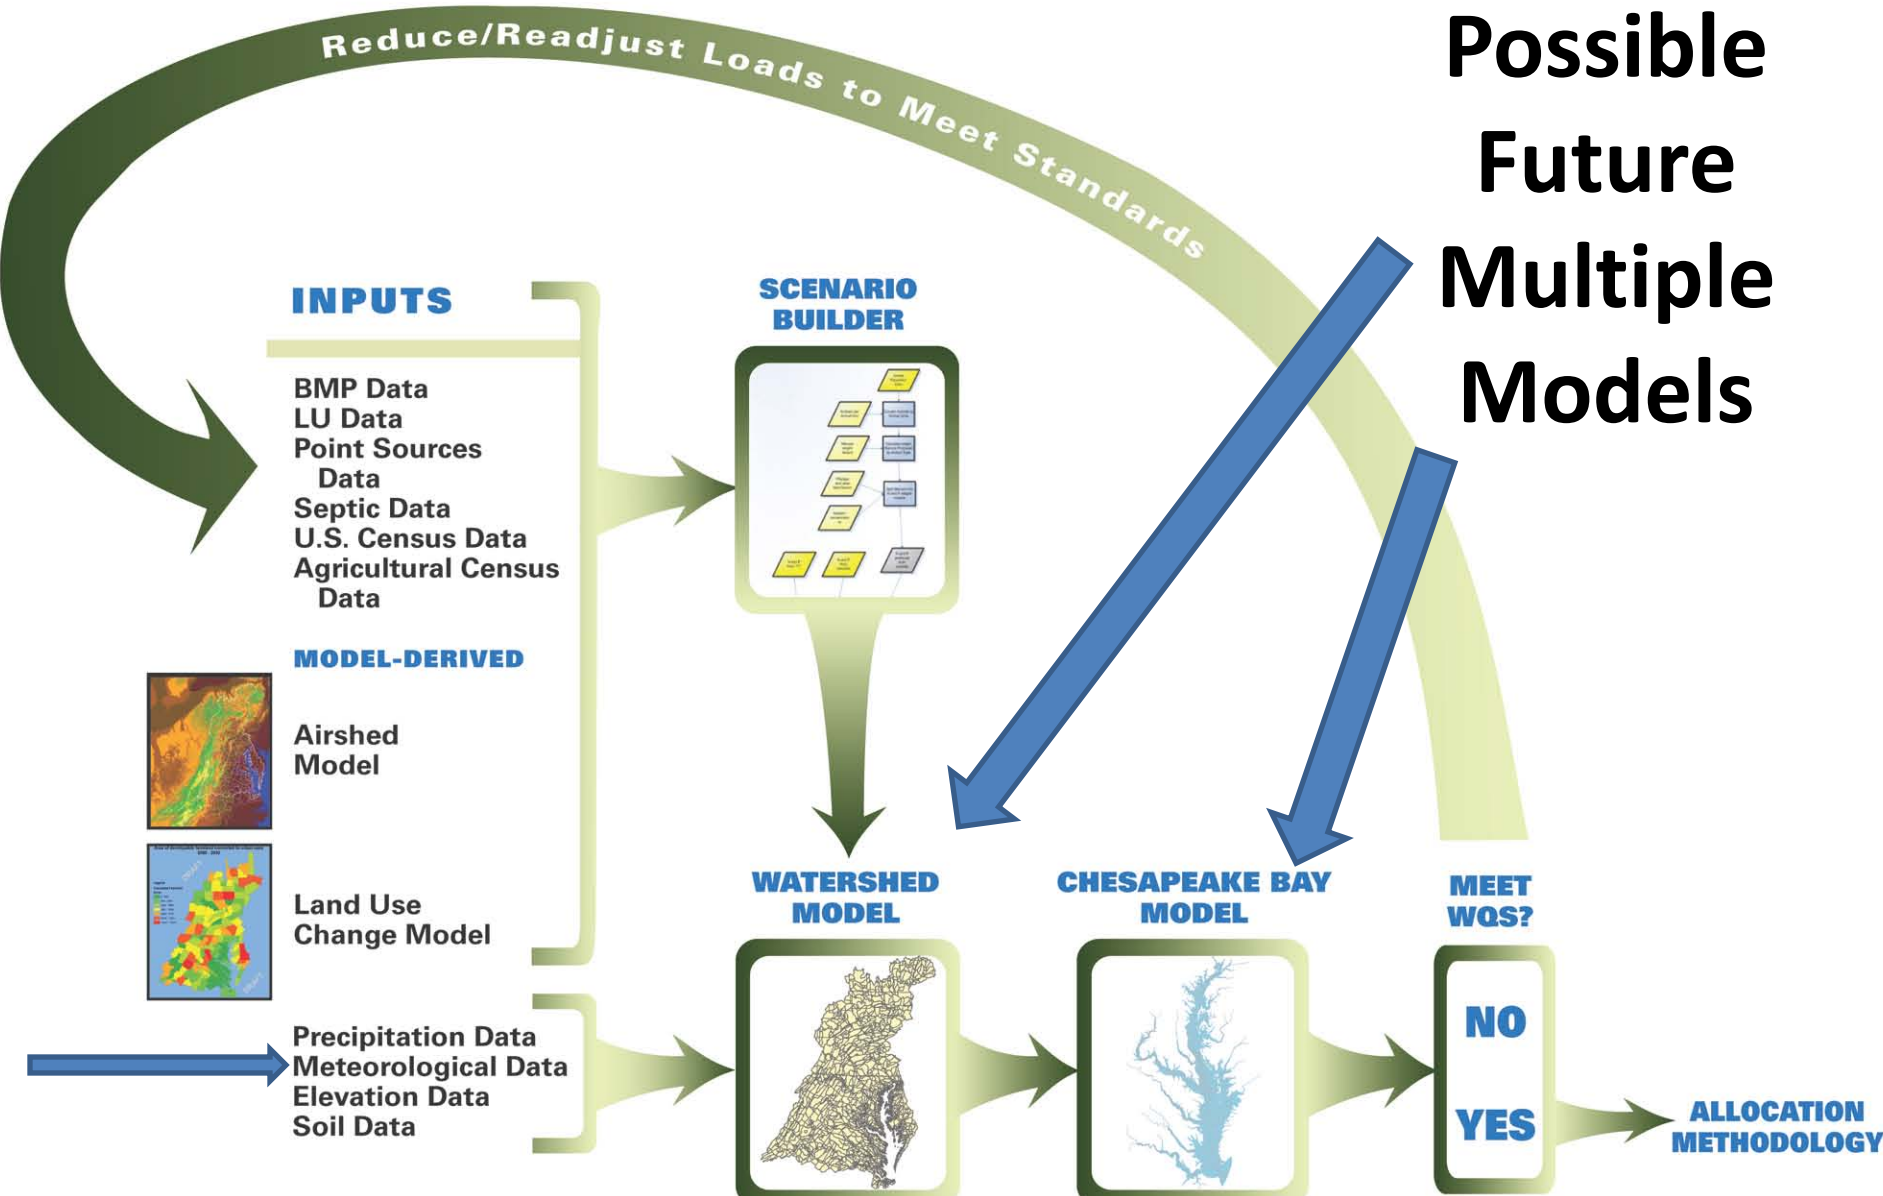 Reduce/Readjust Loads to Meet Standards
Possible
Future
Multiple
Models
INPUTS
BMP Data
LU Data
Point Sources
Data
Septic Data
U.S. Census Data
Agricultural Census
Data
MODEL-DERIVED
Airshed
Model
Land Use
Change Model
Precipitation Data
Meteorological Data
Elevation Data
Soil Data
SCENARIO
BUILDER
WATERSHED
MODEL
CHESAPEAKE BAY
MODEL
MEET
WQS?
NO
YES
ALLOCATION
METHODOLOGY